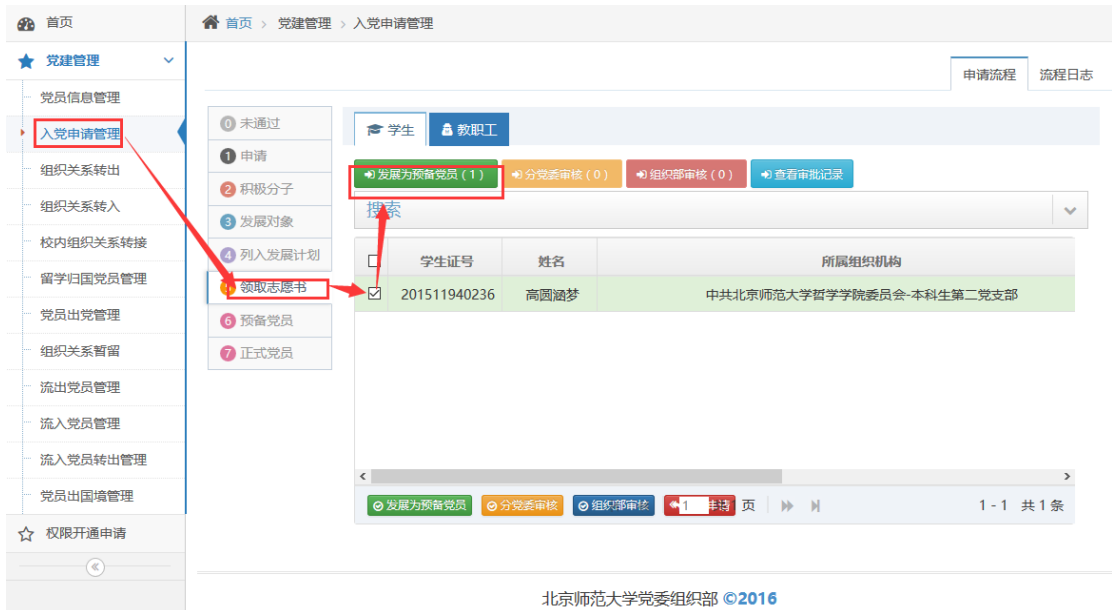 首页
党建管理
党员信息管理
入党申请管理
组织关系转出
组织关系转入
校内组织关系转接
留学归国党员管理
党员出党管理
组织关系暂留
流出党员管理
流入党员管理
流入党员转出管理
党员出国境管理
权限开通申请
首页 > 党建管理 > 入党申请管理
申请流程 流程日志
0 未通过
1 申请
2 积极分子
3 发展对象
4 列入发展计划
领取志愿书
6 预备党员
7 正式党员
学生 教职工
发展为预备党员 ( 1 ) 分党委审核 ( 0 ) 组织部审核 ( 0 ) 查看审批记录
搜索
学生证号 姓名 所属组织机构
201511940236 高圆涵梦 中共北京师范大学哲学学院委员会-本科生第二党支部
发展为预备党员 分党委审核 组织部审核 1 页 1 - 1 共 1 条
北京师范大学党委组织部 ©2016